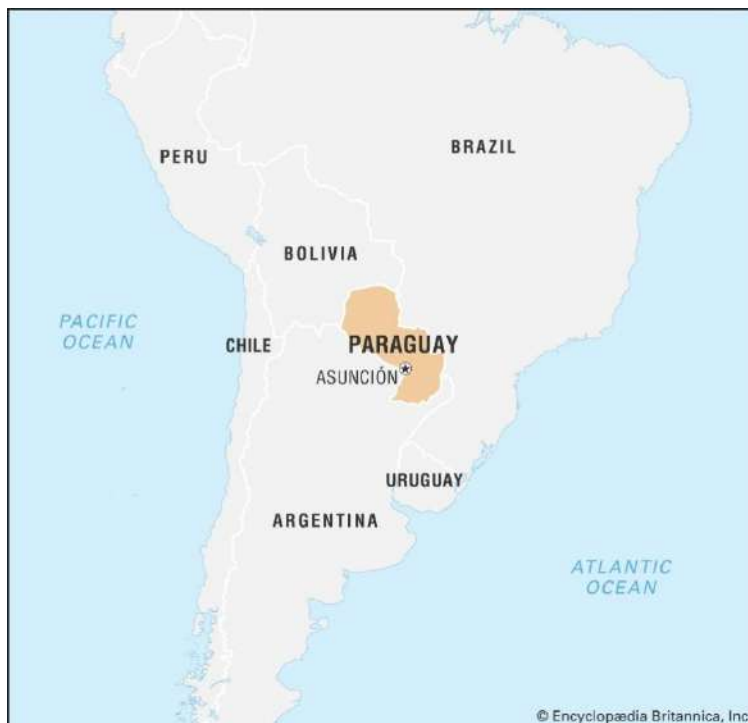 PERU
BRAZIL
BOLIVIA
PACIFIC
OCEAN
CHILE
PARAGUAY
ASUNCIÓN
URUGUAY
ARGENTINA
ATLANTIC
OCEAN
© Encyclopædia Britannica, Inc